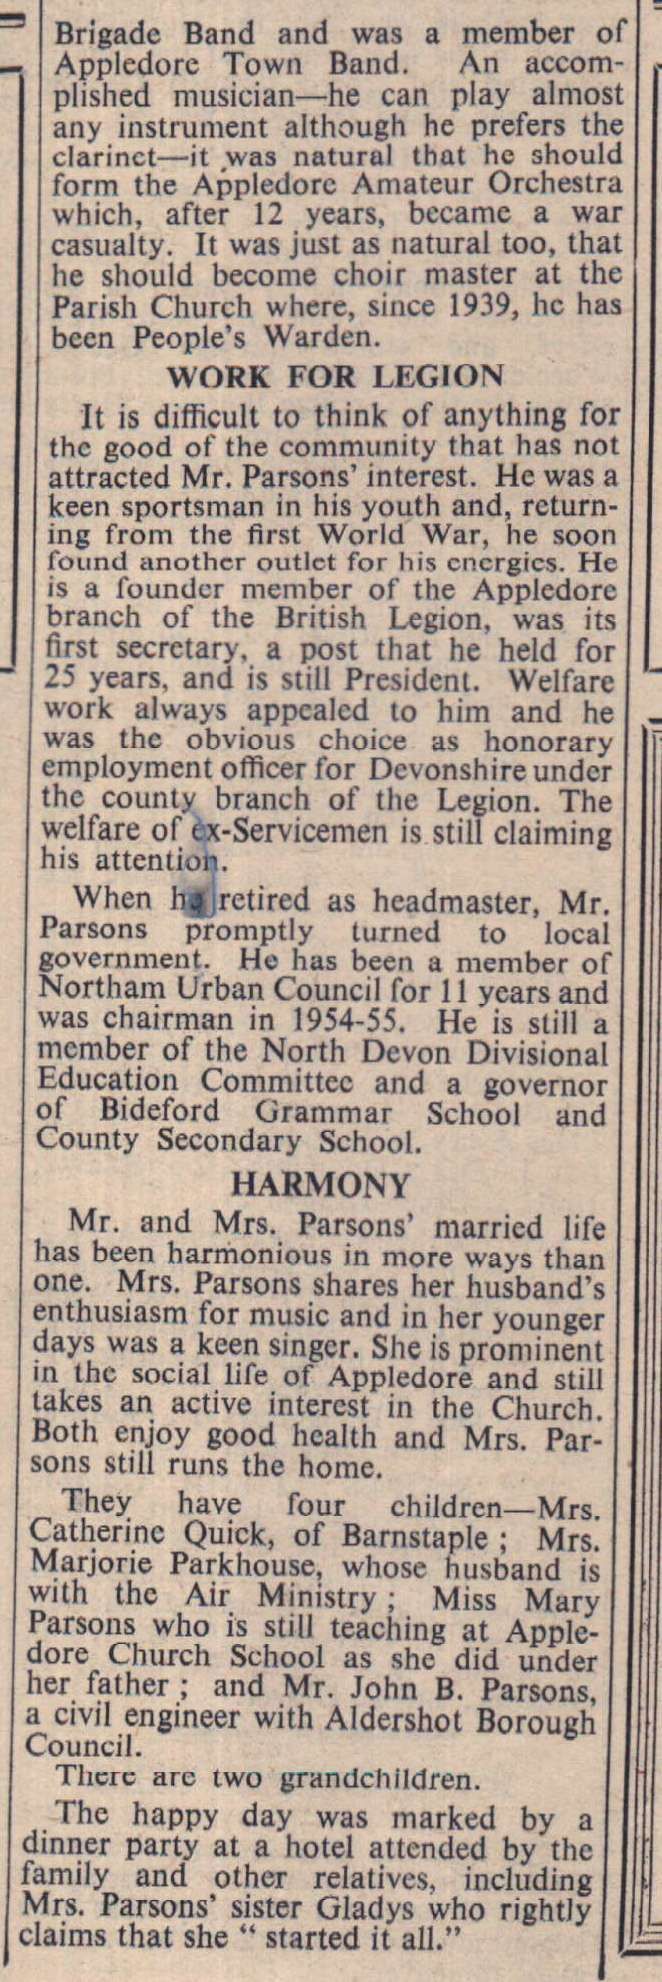 Brigade Band and was a member of
Appledore Town Band. An accom-
plished musician—he can play almost
any instrument although he prefers the
clarinet—it was natural that he should
form the Appledore Amateur Orchestra
which, after 12 years, became a war
casualty. It was just as natural too, that
he should become choir master at the
Parish Church where, since 1939, he has
been People's Warden.
WORK FOR LEGION
It is difficult to think of anything for
the good of the community that has not
attracted Mr. Parsons' interest. He was a
keen sportsman in his youth and, return-
ing from the first World War, he soon
found another outlet for his energies. He
is a founder member of the Appledore
branch of the British Legion, was its
first secretary, a post that he held for
25 years, and is still President. Welfare
work always appealed to him and he
was the obvious choice as honorary
employment officer for Devonshire under
the county branch of the Legion. The
welfare of ex-Servicemen is still claiming
his attention.
When he retired as headmaster, Mr.
Parsons promptly turned to local
government. He has been a member of
Northam Urban Council for 11 years and
was chairman in 1954-55. He is still a
member of the North Devon Divisional
Education Committee and a governor
of Bideford Grammar School and
County Secondary School.
HARMONY
Mr. and Mrs. Parsons' married life
has been harmonious in more ways than
one. Mrs. Parsons shares her husband's
enthusiasm for music and in her younger
days was a keen singer. She is prominent
in the social life of Appledore and still
takes an active interest in the Church.
Both enjoy good health and Mrs. Par-
sons still runs the home.
They have four children—Mrs.
Catherine Quick, of Barnstaple ; Mrs.
Marjorie Parkhouse, whose husband is
with the Air Ministry ; Miss Mary
Parsons who is still teaching at Apple-
dore Church School as she did under
her father ; and Mr. John B. Parsons,
a civil engineer with Aldershot Borough
Council.
There are two grandchildren.
The happy day was marked by a
dinner party at a hotel attended by the
family and other relatives, including
Mrs. Parsons' sister Gladys who rightly
claims that she " started it all."